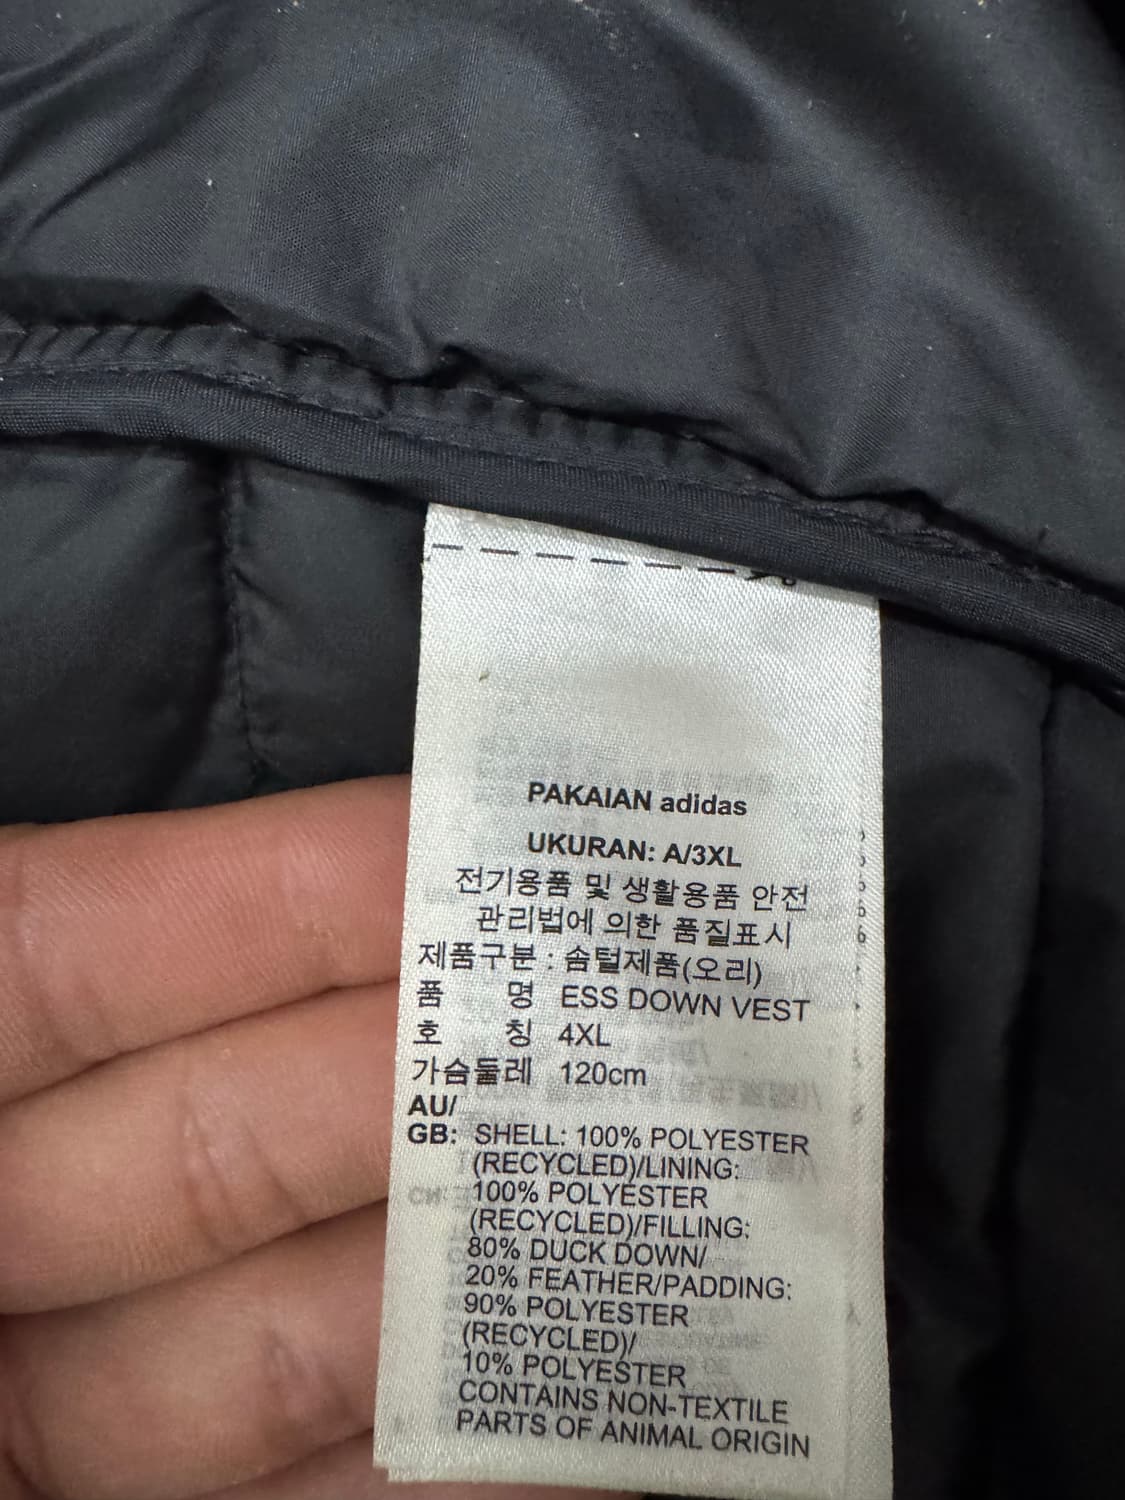 PAKAIAN adidas
UKURAN: A/3XL
전기용품 및 생활용품 안전
관리법에 의한 품질표시
제품구분 : 솜털제품(오리)
품 명 ESS DOWN VEST
호 칭 4XL
가슴둘레 120cm
AU/
GB: SHELL: 100% POLYESTER
(RECYCLED)/LINING:
100% POLYESTER
(RECYCLED)/FILLING:
80% DUCK DOWN/
20% FEATHER/PADDING:
90% POLYESTER
(RECYCLED)/
10% POLYESTER
CONTAINS NON-TEXTILE
PARTS OF ANIMAL ORIGIN